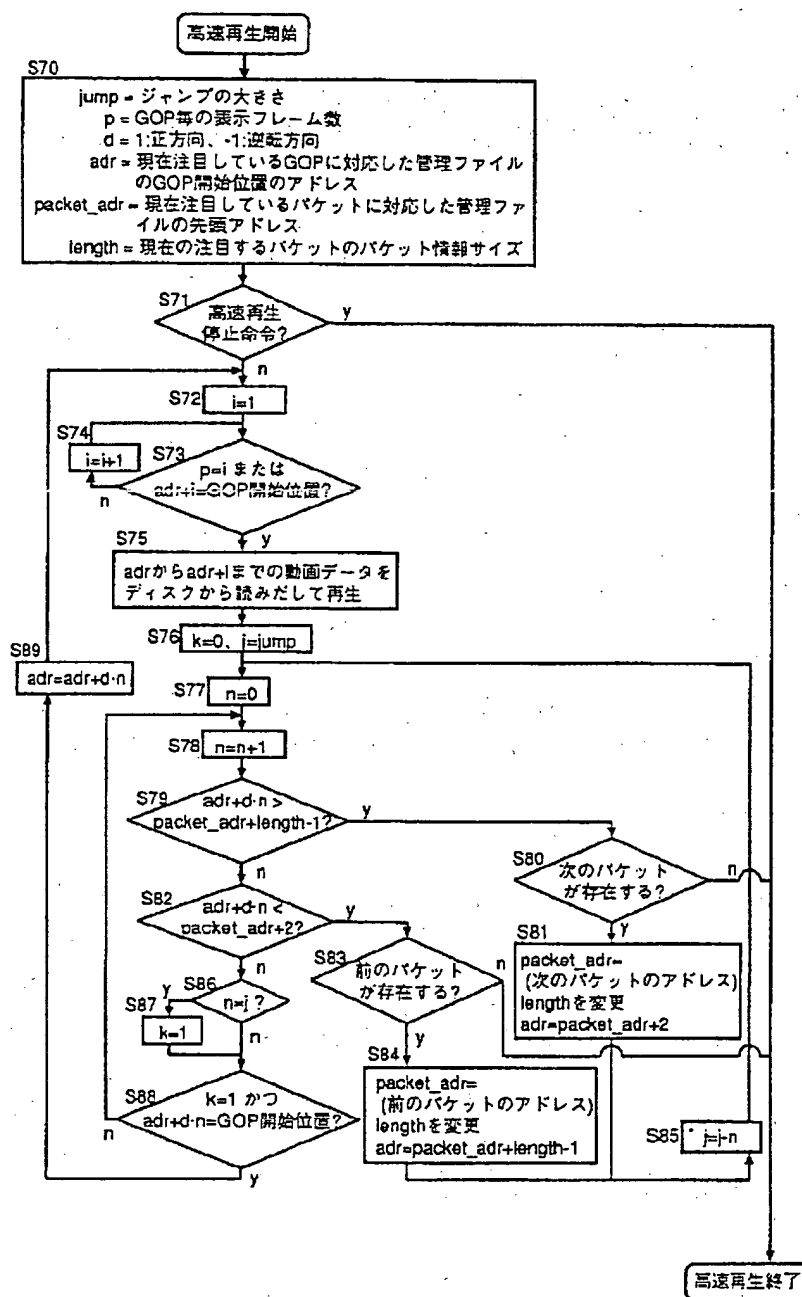 高速再生開始
S70
jump = ジャンプの大きさ
p = GOP毎の表示フレーム数
d = 1:正方向、-1:逆転方向
adr = 現在注目しているGOPに対応した管理ファイル
のGOP開始位置のアドレス
packet_adr = 現在注目しているパケットに対応した管理ファ
イルの先頭アドレス
length = 現在の注目するパケットのパケット情報サイズ
S71
高速再生
停止命令?
y
n
S72
i=1
S74
i=i+1
S73
p=i または
adr+i=GOP開始位置?
n
y
S75
adrからadr+iまでの動画データを
ディスクから読みだして再生
S76
k=0、j=jump
S89
adr=adr+d·n
S77
n=0
S78
n=n+1
S79
adr+d·n >
packet_adr+length-1?
y
n
S80
次のパケット
が存在する?
n
y
S82
adr+d·n <
packet_adr+2?
y
n
S81
packet_adr=
(次のパケットのアドレス)
lengthを変更
adr=packet_adr+2
S83
前のパケット
が存在する?
n
y
S86
n=j ?
y
n
S87
k=1
S84
packet_adr=
(前のパケットのアドレス)
lengthを変更
adr=packet_adr+length-1
S85
j=j-n
S88
k=1 かつ
adr+d·n=GOP開始位置?
n
y
高速再生終了